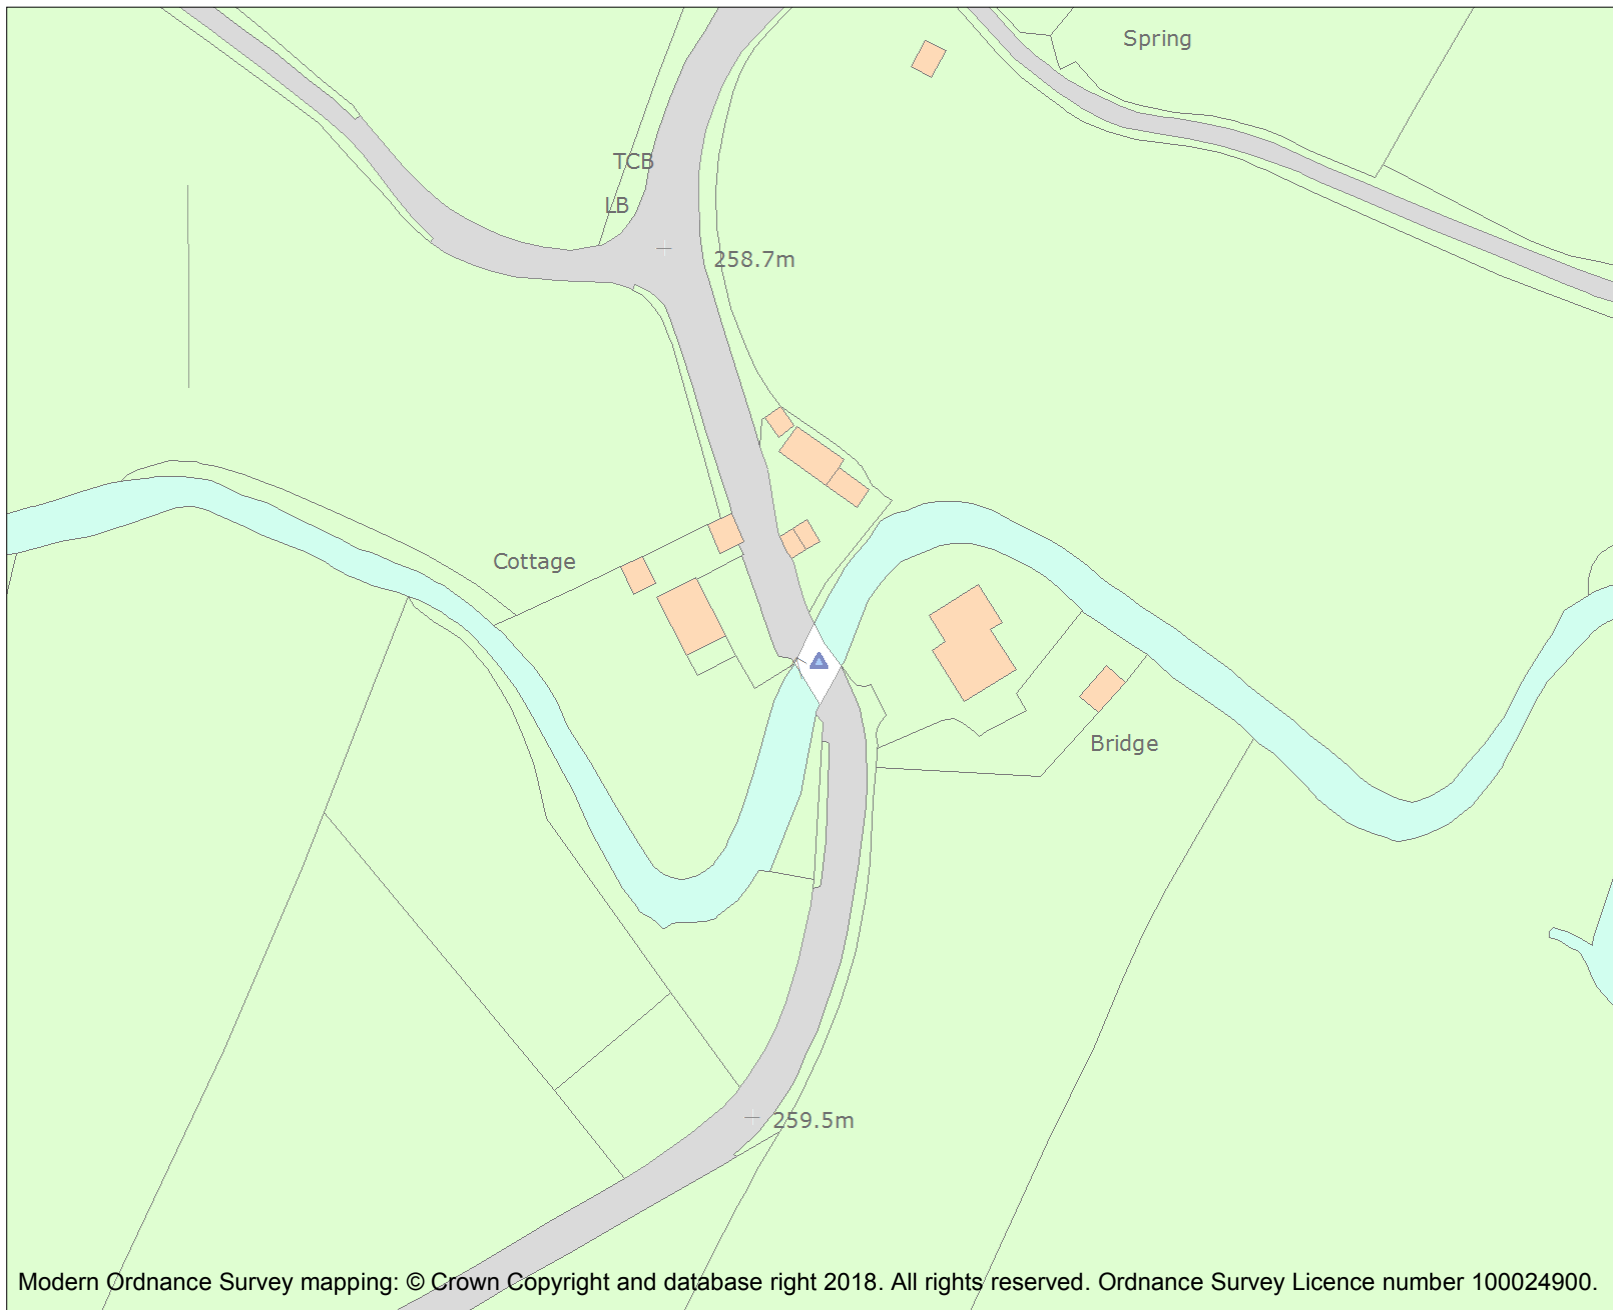 Spring
TCB
LB
258.7m
Cottage
Bridge
259.5m
Modern Ordnance Survey mapping: © Crown Copyright and database right 2018. All rights reserved. Ordnance Survey Licence number 100024900.